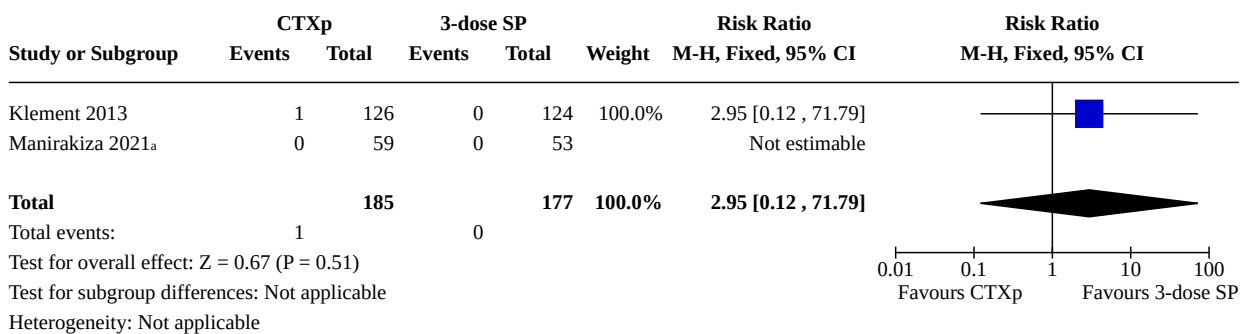 CTXp 3-dose SP Risk Ratio Risk Ratio
Study or Subgroup Events Total Events Total Weight M-H, Fixed, 95% CI M-H, Fixed, 95% CI
Klement 2013 1 126 0 124 100.0% 2.95 [0.12 , 71.79]
Manirakiza 2021a 0 59 0 53 Not estimable
Total 185 177 100.0% 2.95 [0.12 , 71.79]
Total events: 1 0
Test for overall effect: Z = 0.67 (P = 0.51)
0.01 0.1 1 10 100
Test for subgroup differences: Not applicable Favours CTXp Favours 3-dose SP
Heterogeneity: Not applicable